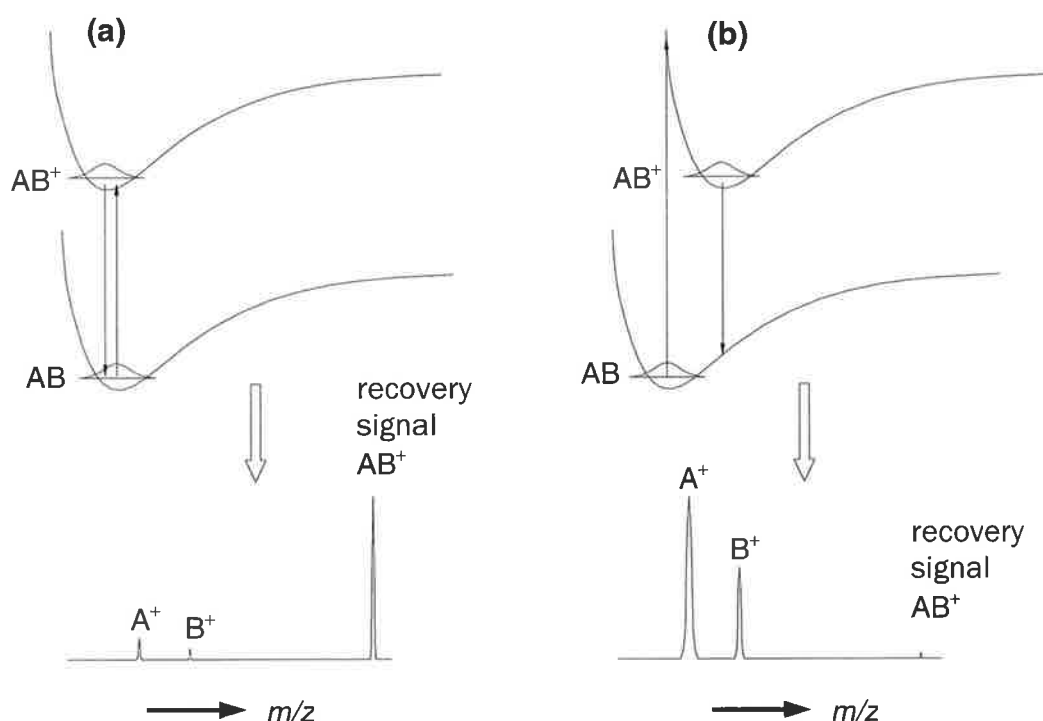 (a)
AB⁺
AB
recovery
signal
AB⁺
A⁺
B⁺
m/z
(b)
AB⁺
AB
A⁺
B⁺
recovery
signal
AB⁺
m/z